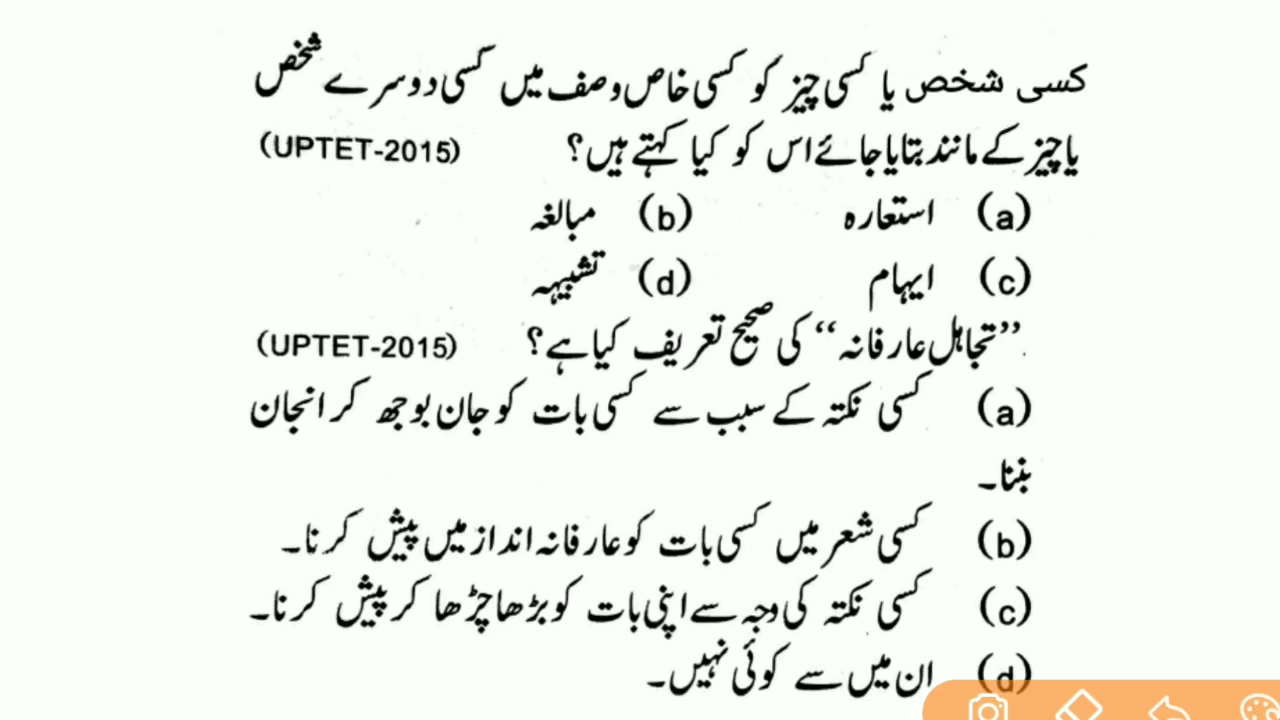 کسی شخص یا کسی چیز کو کسی خاص وصف میں کسی دوسرے شخص
یا چیز کے مانند بتایا جائے اس کو کیا کہتے ہیں؟ (UPTET-2015)
(a) استعارہ (b) مبالغہ
(c) ایہام (d) تشبیہہ
”تجاہل عارفانہ“ کی صحیح تعریف کیا ہے؟ (UPTET-2015)
(a) کسی نکتہ کے سبب سے کسی بات کو جان بوجھ کر انجان
بننا۔
(b) کسی شعر میں کسی بات کو عارفانہ انداز میں پیش کرنا۔
(c) کسی نکتہ کی وجہ سے اپنی بات کو بڑھا چڑھا کر پیش کرنا۔
(d) ان میں سے کوئی نہیں۔